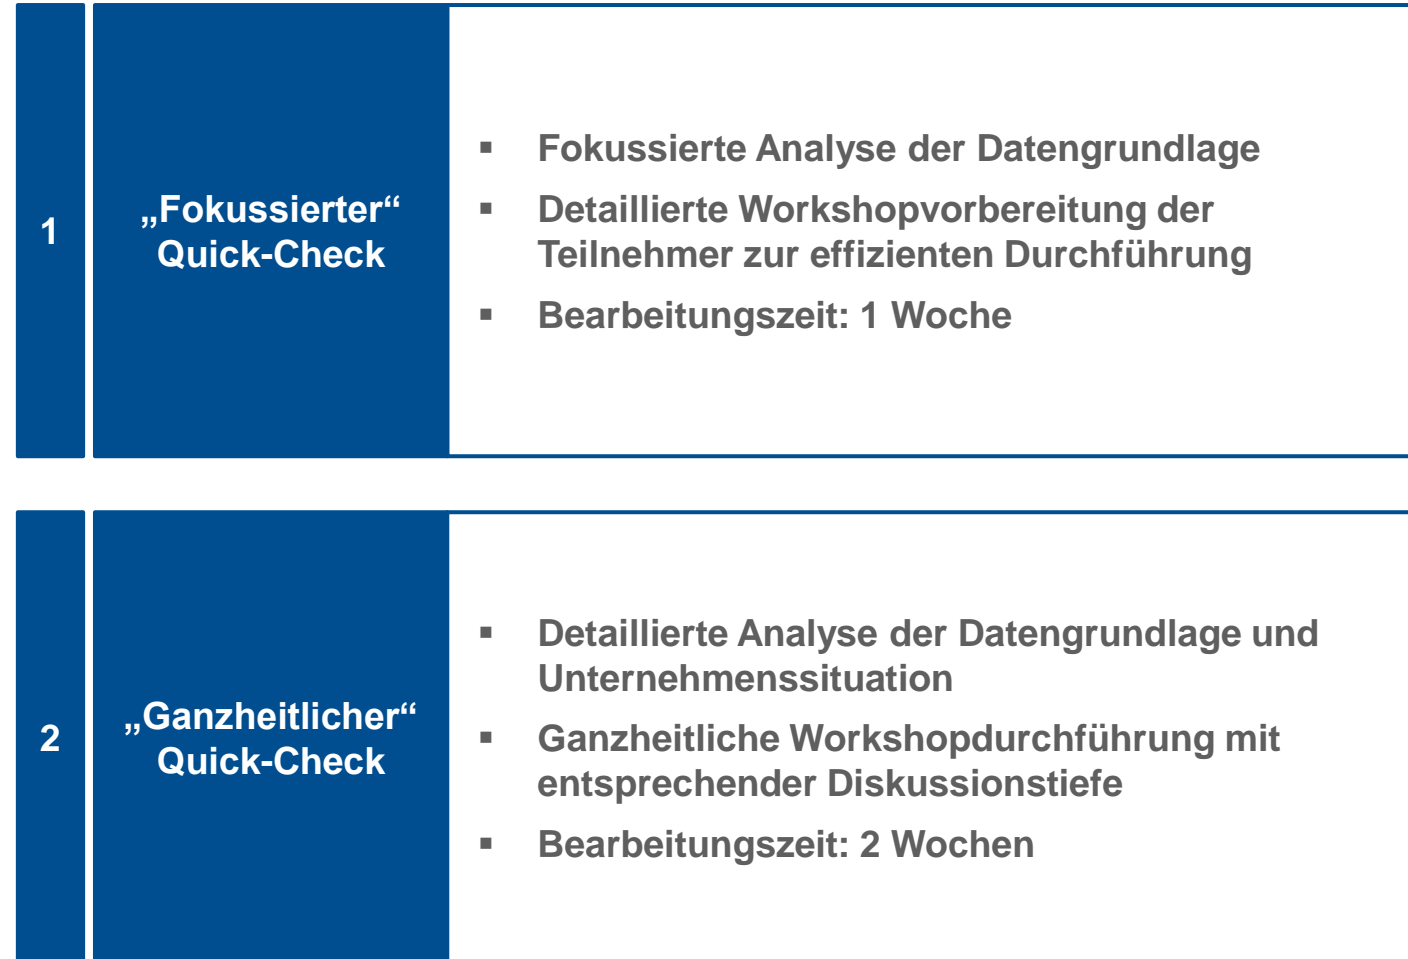 1
„Fokussierter“
Quick-Check
▪ Fokussierte Analyse der Datengrundlage
▪ Detaillierte Workshopvorbereitung der
Teilnehmer zur effizienten Durchführung
▪ Bearbeitungszeit: 1 Woche
2
„Ganzheitlicher“
Quick-Check
▪ Detaillierte Analyse der Datengrundlage und
Unternehmenssituation
▪ Ganzheitliche Workshopdurchführung mit
entsprechender Diskussionstiefe
▪ Bearbeitungszeit: 2 Wochen